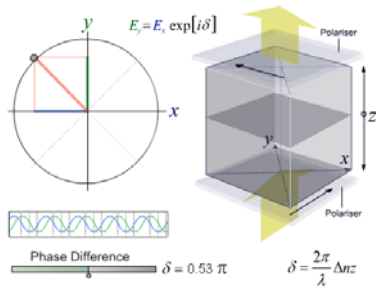 y
E_y = E_x exp[iδ]
x
Polariser
z
y
x
Polariser
Phase Difference
δ = 0.53 π
δ = 2π/λ Δnz